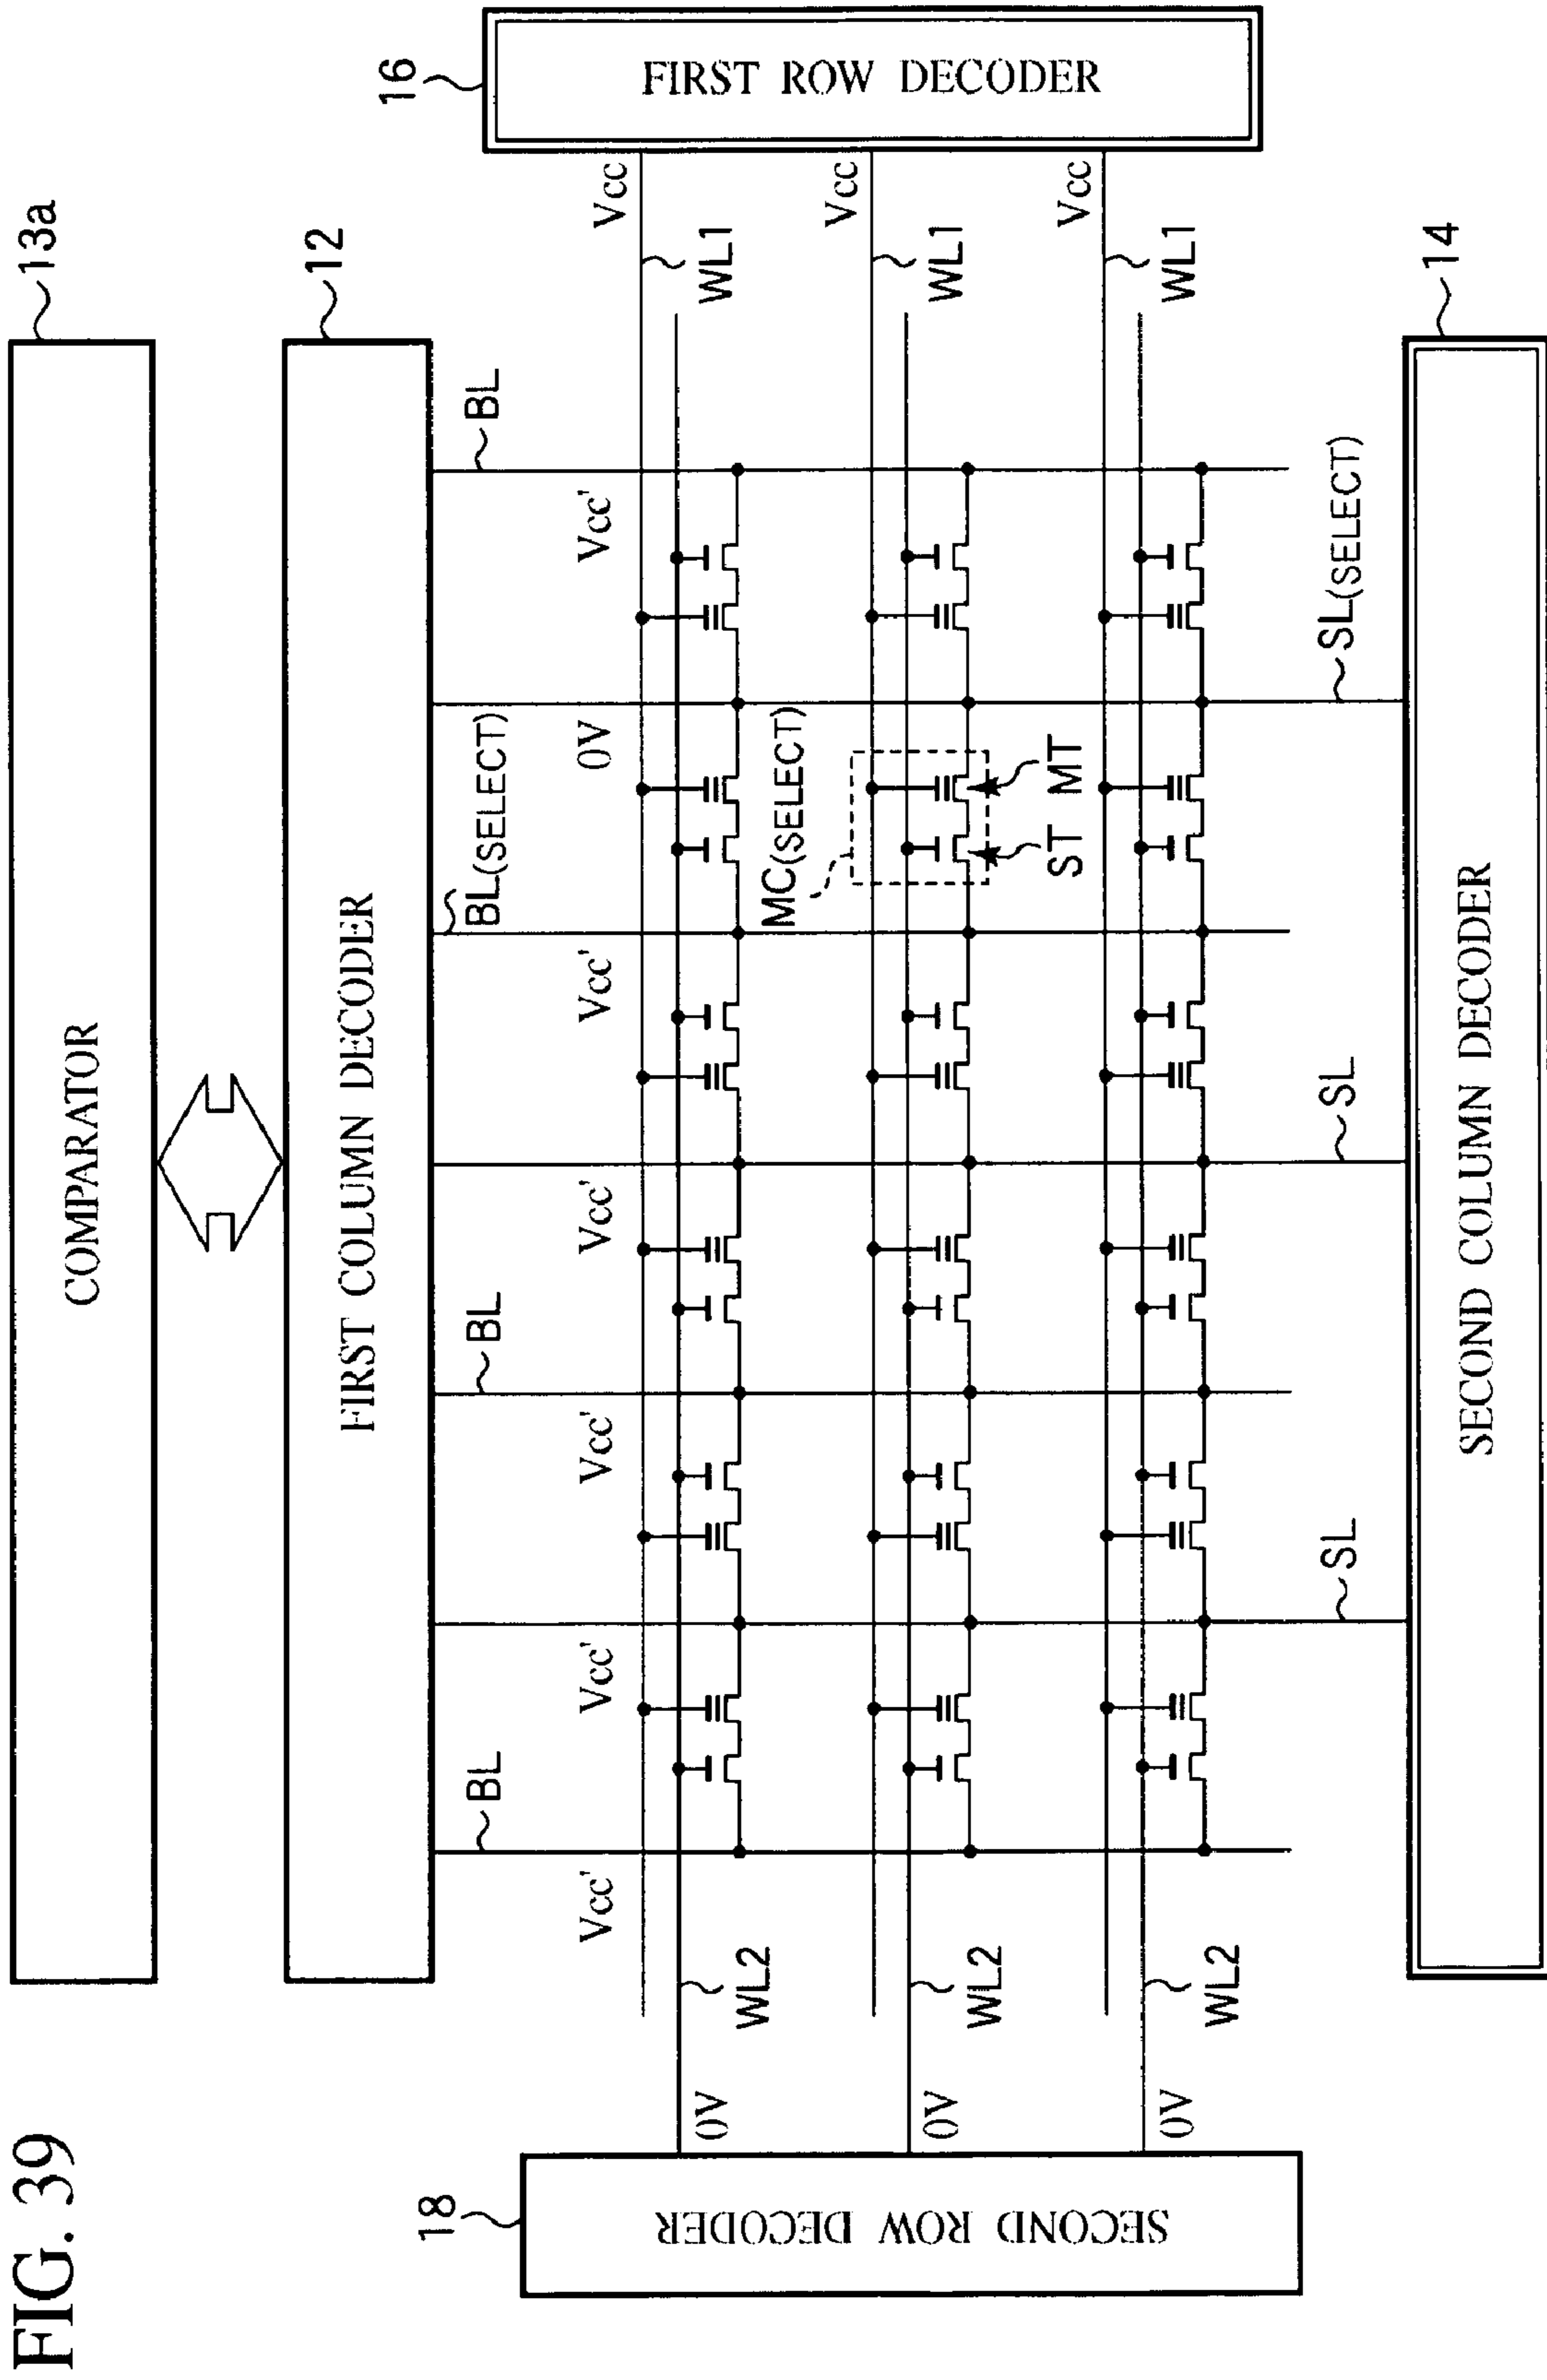 FIG. 39
COMPARATOR
13a
FIRST COLUMN DECODER
12
18
SECOND ROW DECODER
16
FIRST ROW DECODER
BL
BL
BL(SELECT)
BL
Vcc'
Vcc'
Vcc'
Vcc'
Vcc'
0V
Vcc'
Vcc
0V
WL2
WL1
MC(SELECT)
Vcc
0V
WL2
WL1
ST
MT
Vcc
0V
WL2
WL1
SL
SL
SL(SELECT)
SECOND COLUMN DECODER
14